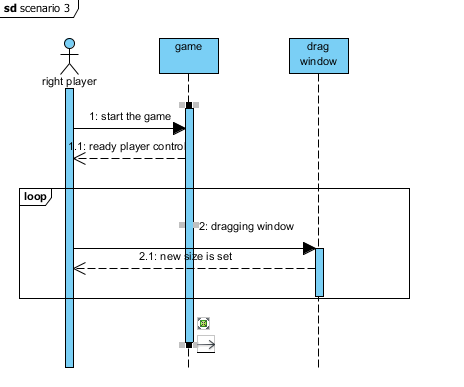 sd scenario 3
game
drag
window
right player
1: start the game
1.1: ready player control
loop
2: dragging window
2.1: new size is set